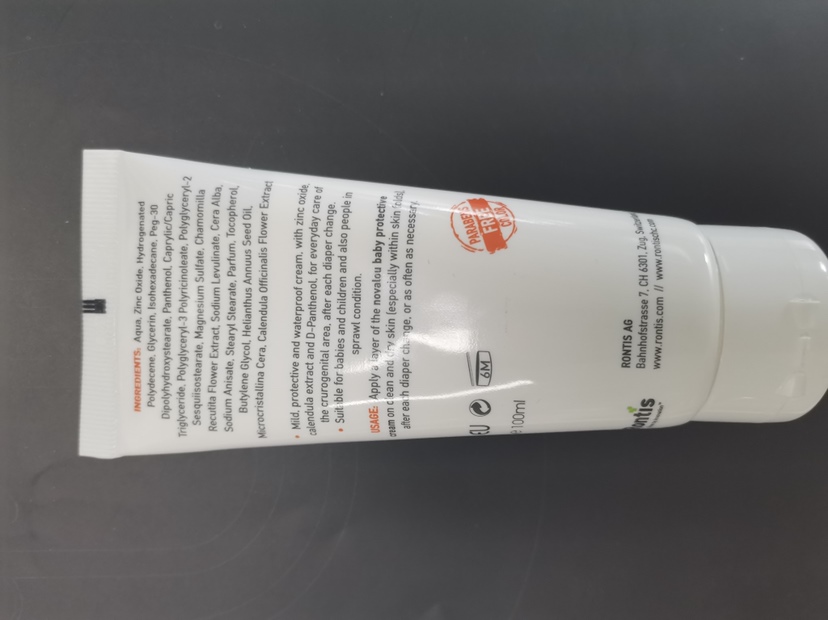 INGREDIENTS: Aqua, Zinc Oxide, Hydrogenated
Polydecene, Glycerin, Isohexadecane, Peg-30
Dipolyhydroxystearate, Panthenol, Caprylic/Capric
Triglyceride, Polyglyceryl-3 Polyricinoleate, Polyglyceryl-2
Sesquiisostearate, Magnesium Sulfate, Chamomilla
Recutita Flower Extract, Sodium Levulinate, Cera Alba,
Sodium Anisate, Stearyl Stearate, Parfum, Tocopherol,
Butylene Glycol, Helianthus Annuus Seed Oil,
Microcristallina Cera, Calendula Officinalis Flower Extract
• Mild, protective and waterproof cream, with zinc oxide,
calendula extract and D-Panthenol, for everyday care of
the crurogenital area, after each diaper change.
• Suitable for babies and children and also people in
sprawl condition.
USAGE: Apply a layer of the novalou baby protective
cream on clean and dry skin (especially within skin folds),
after each diaper change, or as often as necessary.
PARABENS
FREE
EU
6M
100ml
RONTIS AG
Bahnhofstrasse 7, CH 6301, Zug,
www.rontis.com // www.rontischc.com
ontis